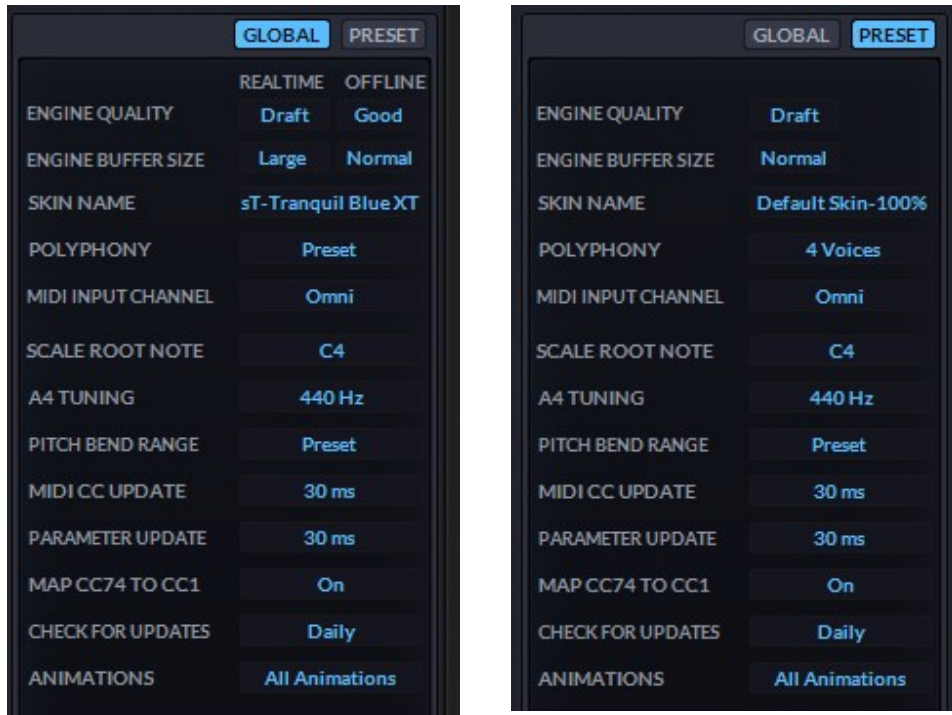 GLOBAL PRESET
REALTIME OFFLINE
ENGINE QUALITY Draft Good
ENGINE BUFFER SIZE Large Normal
SKIN NAME sT-Tranquil Blue XT
POLYPHONY Preset
MIDI INPUT CHANNEL Omni
SCALE ROOT NOTE C4
A4 TUNING 440 Hz
PITCH BEND RANGE Preset
MIDI CC UPDATE 30 ms
PARAMETER UPDATE 30 ms
MAP CC74 TO CC1 On
CHECK FOR UPDATES Daily
ANIMATIONS All Animations
GLOBAL PRESET
ENGINE QUALITY Draft
ENGINE BUFFER SIZE Normal
SKIN NAME Default Skin-100%
POLYPHONY 4 Voices
MIDI INPUT CHANNEL Omni
SCALE ROOT NOTE C4
A4 TUNING 440 Hz
PITCH BEND RANGE Preset
MIDI CC UPDATE 30 ms
PARAMETER UPDATE 30 ms
MAP CC74 TO CC1 On
CHECK FOR UPDATES Daily
ANIMATIONS All Animations